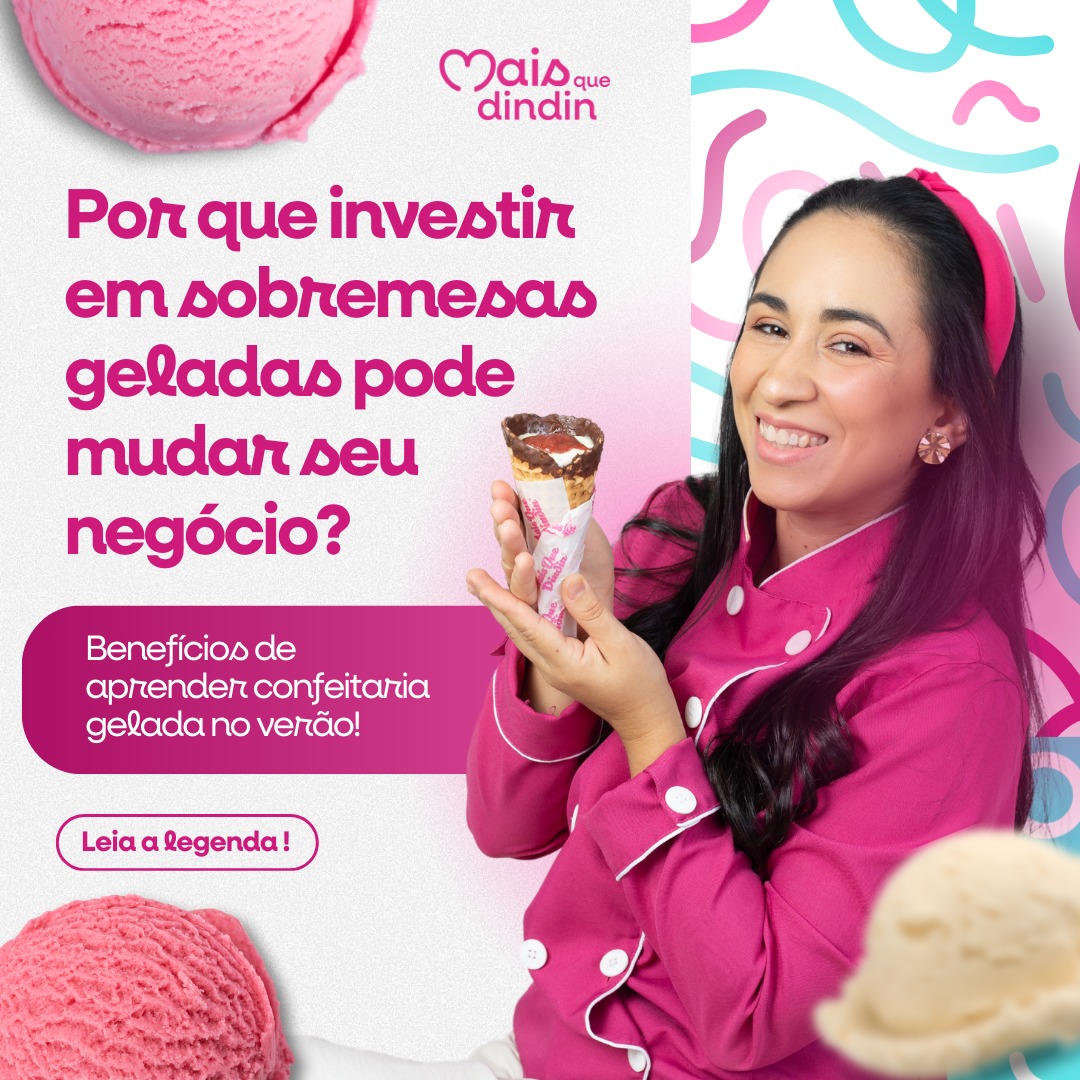 Mais que
dindin
Por que investir
em sobremesas
geladas pode
mudar seu
negócio?
Benefícios de
aprender confeitaria
gelada no verão!
Leia a legenda !